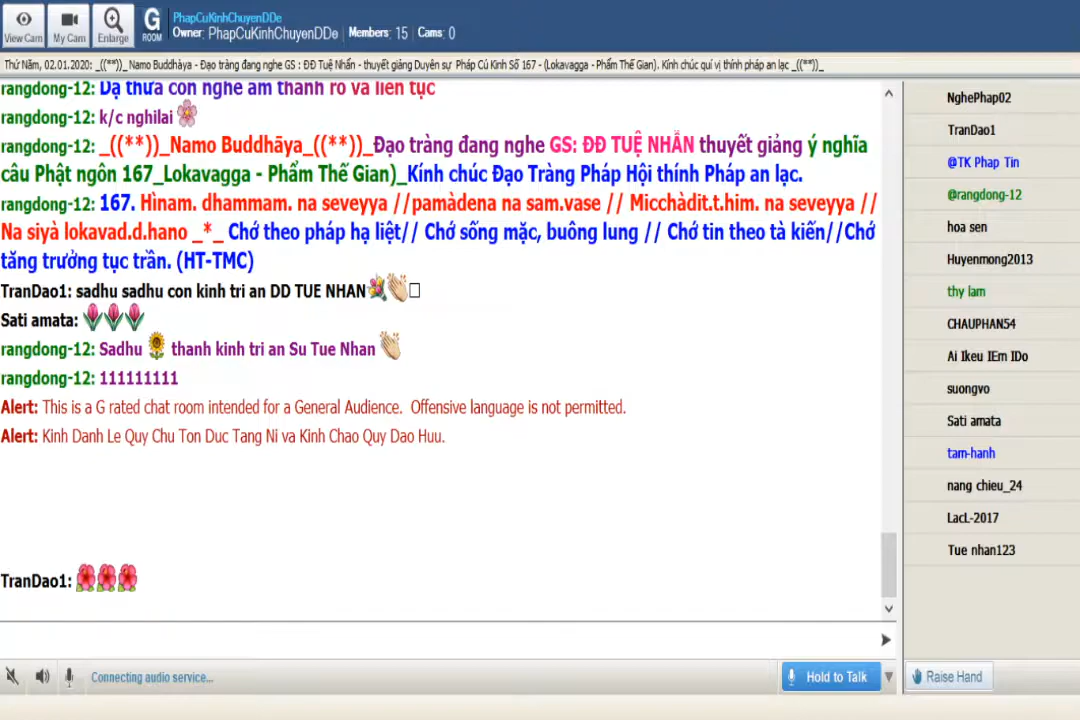 PhapCuKinhChuyenDDe
Owner: PhapCuKinhChuyenDDe Members: 15 Cams: 0
View Cam My Cam Enlarge G ROOM
Thứ Năm, 02.01.2020: _((**))_ Namo Buddhàya - Đạo tràng đang nghe GS : ĐĐ Tuệ Nhẫn - thuyết giảng Duyên sự Pháp Cú Kinh Số 167 - (Lokavagga - Phẩm Thế Gian). Kính chúc quí vị thính pháp an lạc _((**))_
rangdong-12: Dạ thưa con nghe âm thanh rõ và liên tục
rangdong-12: k/c nghilai
rangdong-12: _((**))_Namo Buddhāya_((**))_Đạo tràng đang nghe GS: ĐĐ TUỆ NHẪN thuyết giảng ý nghĩa
câu Phật ngôn 167_Lokavagga - Phẩm Thế Gian)_Kính chúc Đạo Tràng Pháp Hội thính Pháp an lạc.
rangdong-12: 167. Hìnam. dhammam. na seveyya //pamàdena na sam.vase // Micchàdit.t.him. na seveyya //
Na siyà lokavad.d.hano _*_ Chớ theo pháp hạ liệt// Chớ sống mặc, buông lung // Chớ tin theo tà kiến//Chớ
tăng trưởng tục trần. (HT-TMC)
TranDao1: sadhu sadhu con kinh tri an DD TUE NHAN
Sati amata:
rangdong-12: Sadhu thanh kinh tri an Su Tue Nhan
rangdong-12: 111111111
Alert: This is a G rated chat room intended for a General Audience. Offensive language is not permitted.
Alert: Kinh Danh Le Quy Chu Ton Duc Tang Ni va Kinh Chao Quy Dao Huu.
TranDao1:
NghePhap02
TranDao1
@TK Phap Tin
@rangdong-12
hoa sen
Huyenmong2013
thy lam
CHAUPHAN54
Ai Ikeu IEm IDo
suongvo
Sati amata
tam-hanh
nang chieu_24
LacL-2017
Tue nhan123
Connecting audio service...
Hold to Talk
Raise Hand